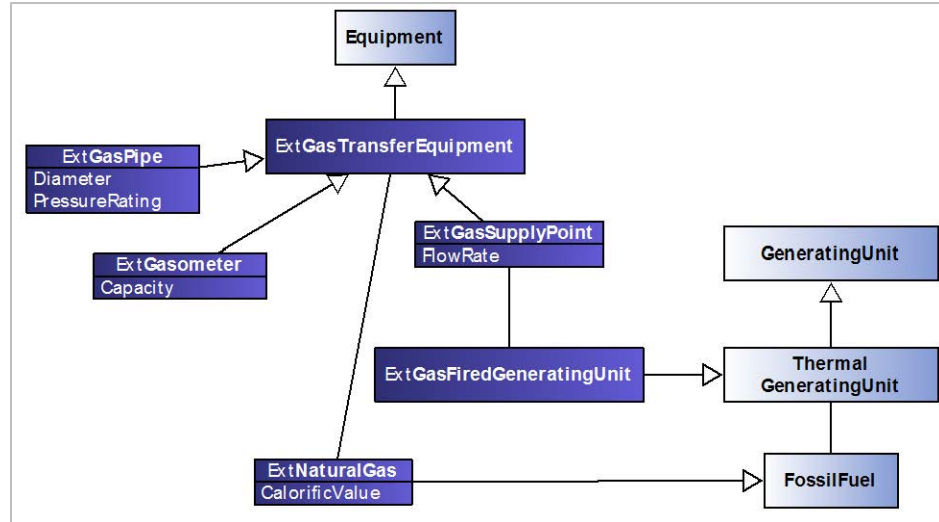 Equipment
ExtGasTransferEquipment
ExtGasPipe
Diameter
PressureRating
ExtGasSupplyPoint
FlowRate
ExtGasometer
Capacity
GeneratingUnit
ExtGasFiredGeneratingUnit
Thermal
GeneratingUnit
ExtNaturalGas
CalorificValue
FossilFuel